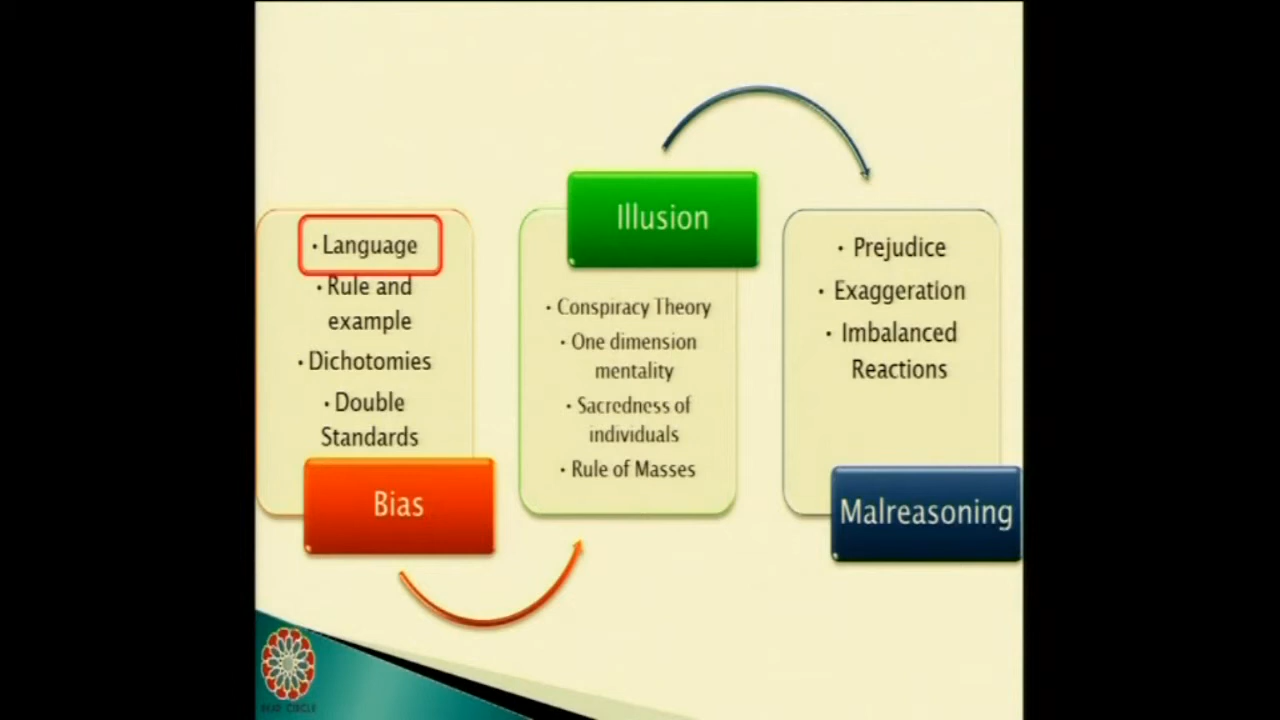 • Language
• Rule and
example
• Dichotomies
• Double
Standards
Bias
Illusion
• Conspiracy Theory
• One dimension
mentality
• Sacredness of
individuals
• Rule of Masses
• Prejudice
• Exaggeration
• Imbalanced
Reactions
Malreasoning
CIRCLE